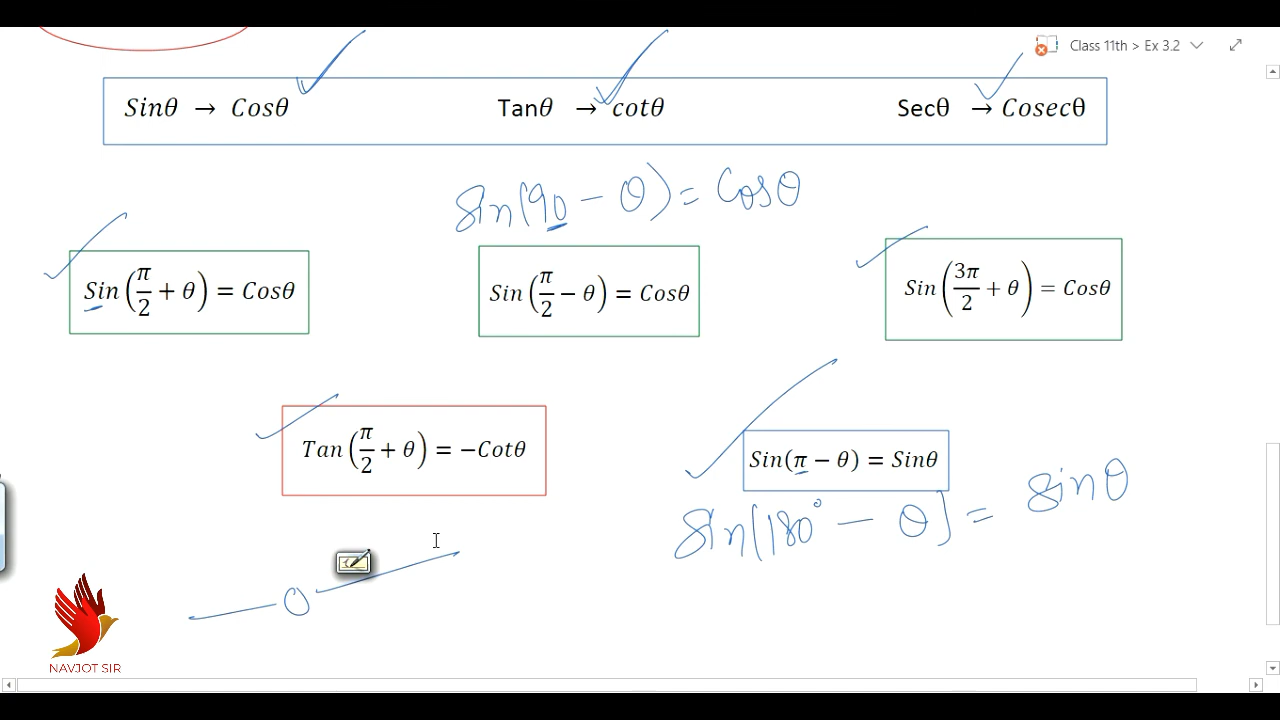 Class 11th > Ex 3.2
Sinθ → Cosθ
Tanθ → cotθ
Secθ → Cosecθ
sin(90 - θ) = Cosθ
Sin(π/2 + θ) = Cosθ
Sin(π/2 − θ) = Cosθ
Sin(3π/2 + θ) = Cosθ
Tan(π/2 + θ) = −Cotθ
Sin(π − θ) = Sinθ
sin(180° − θ) = sinθ
NAVJOT SIR